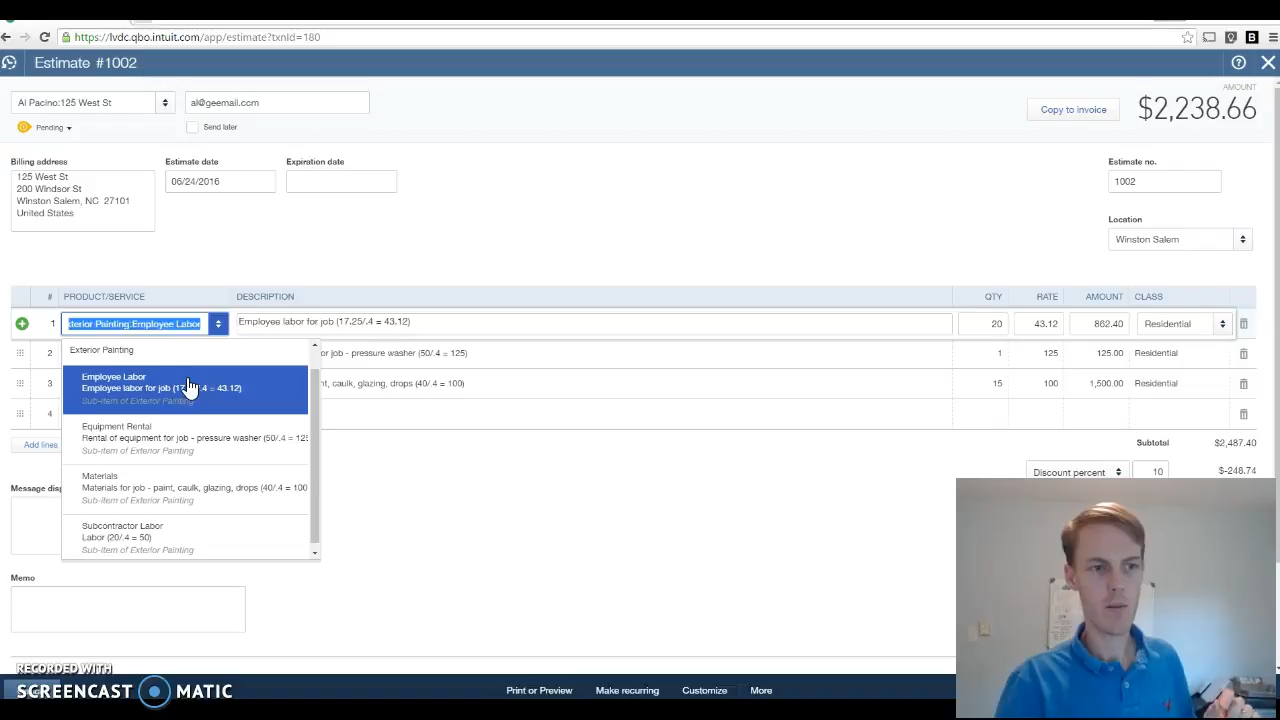 https://lvdc.qbo.intuit.com/app/estimate?txnId=180
Estimate #1002
Al Pacino:125 West St
al@geemail.com
Pending
Send later
Copy to invoice
AMOUNT
$2,238.66
Billing address
Estimate date
Expiration date
Estimate no.
125 West St
200 Windsor St
Winston Salem, NC 27101
United States
06/24/2016
1002
Location
Winston Salem
# PRODUCT/SERVICE DESCRIPTION QTY RATE AMOUNT CLASS
1 terior Painting:Employee Labor Employee labor for job (17.25/.4 = 43.12) 20 43.12 862.40 Residential
2 or job - pressure washer (50/.4 = 125) 1 125 125.00 Residential
3 nt, caulk, glazing, drops (40/.4 = 100) 15 100 1,500.00 Residential
4
Exterior Painting
Employee Labor
Employee labor for job (17 /.4 = 43.12)
Sub-item of Exterior Painting
Equipment Rental
Rental of equipment for job - pressure washer (50/.4 = 125
Sub-item of Exterior Painting
Materials
Materials for job - paint, caulk, glazing, drops (40/.4 = 100
Sub-item of Exterior Painting
Subcontractor Labor
Labor (20/.4 = 50)
Sub-item of Exterior Painting
Add lines
Subtotal $2,487.40
Discount percent 10 $-248.74
Message disp
Memo
RECORDED WITH
SCREENCAST MATIC
Print or Preview
Make recurring
Customize
More